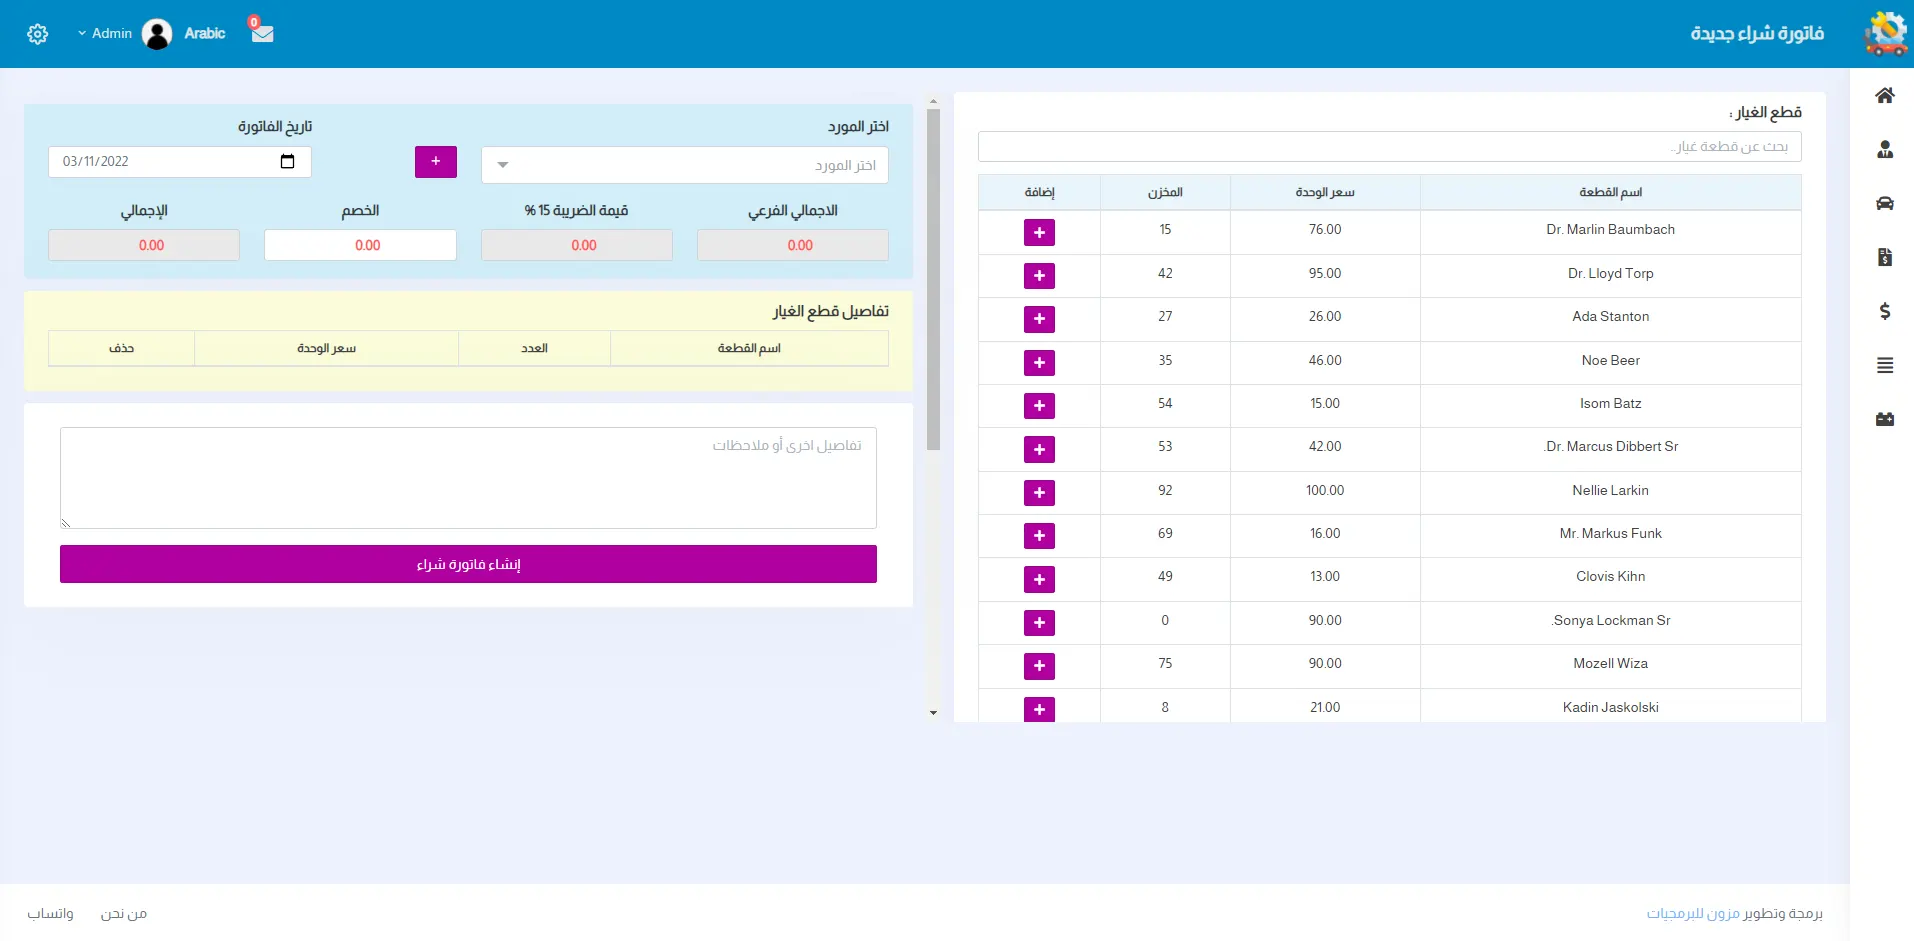 فاتورة شراء جديدة
0
Arabic
Admin
قطع الغيار :
بحث عن قطعة غيار..
اسم القطعة سعر الوحدة المخزن إضافة
Dr. Marlin Baumbach 76.00 15 +
Dr. Lloyd Torp 95.00 42 +
Ada Stanton 26.00 27 +
Noe Beer 46.00 35 +
Isom Batz 15.00 54 +
.Dr. Marcus Dibbert Sr 42.00 53 +
Nellie Larkin 100.00 92 +
Mr. Markus Funk 16.00 69 +
Clovis Kihn 13.00 49 +
.Sonya Lockman Sr 90.00 0 +
Mozell Wiza 90.00 75 +
Kadin Jaskolski 21.00 8 +
اختر المورد تاريخ الفاتورة
اختر المورد + 03/11/2022
الاجمالي الفرعي قيمة الضريبة 15 % الخصم الإجمالي
0.00 0.00 0.00 0.00
تفاصيل قطع الغيار
اسم القطعة العدد سعر الوحدة حذف
تفاصيل اخرى أو ملاحظات
إنشاء فاتورة شراء
برمجة وتطوير مزون للبرمجيات
من نحن واتساب